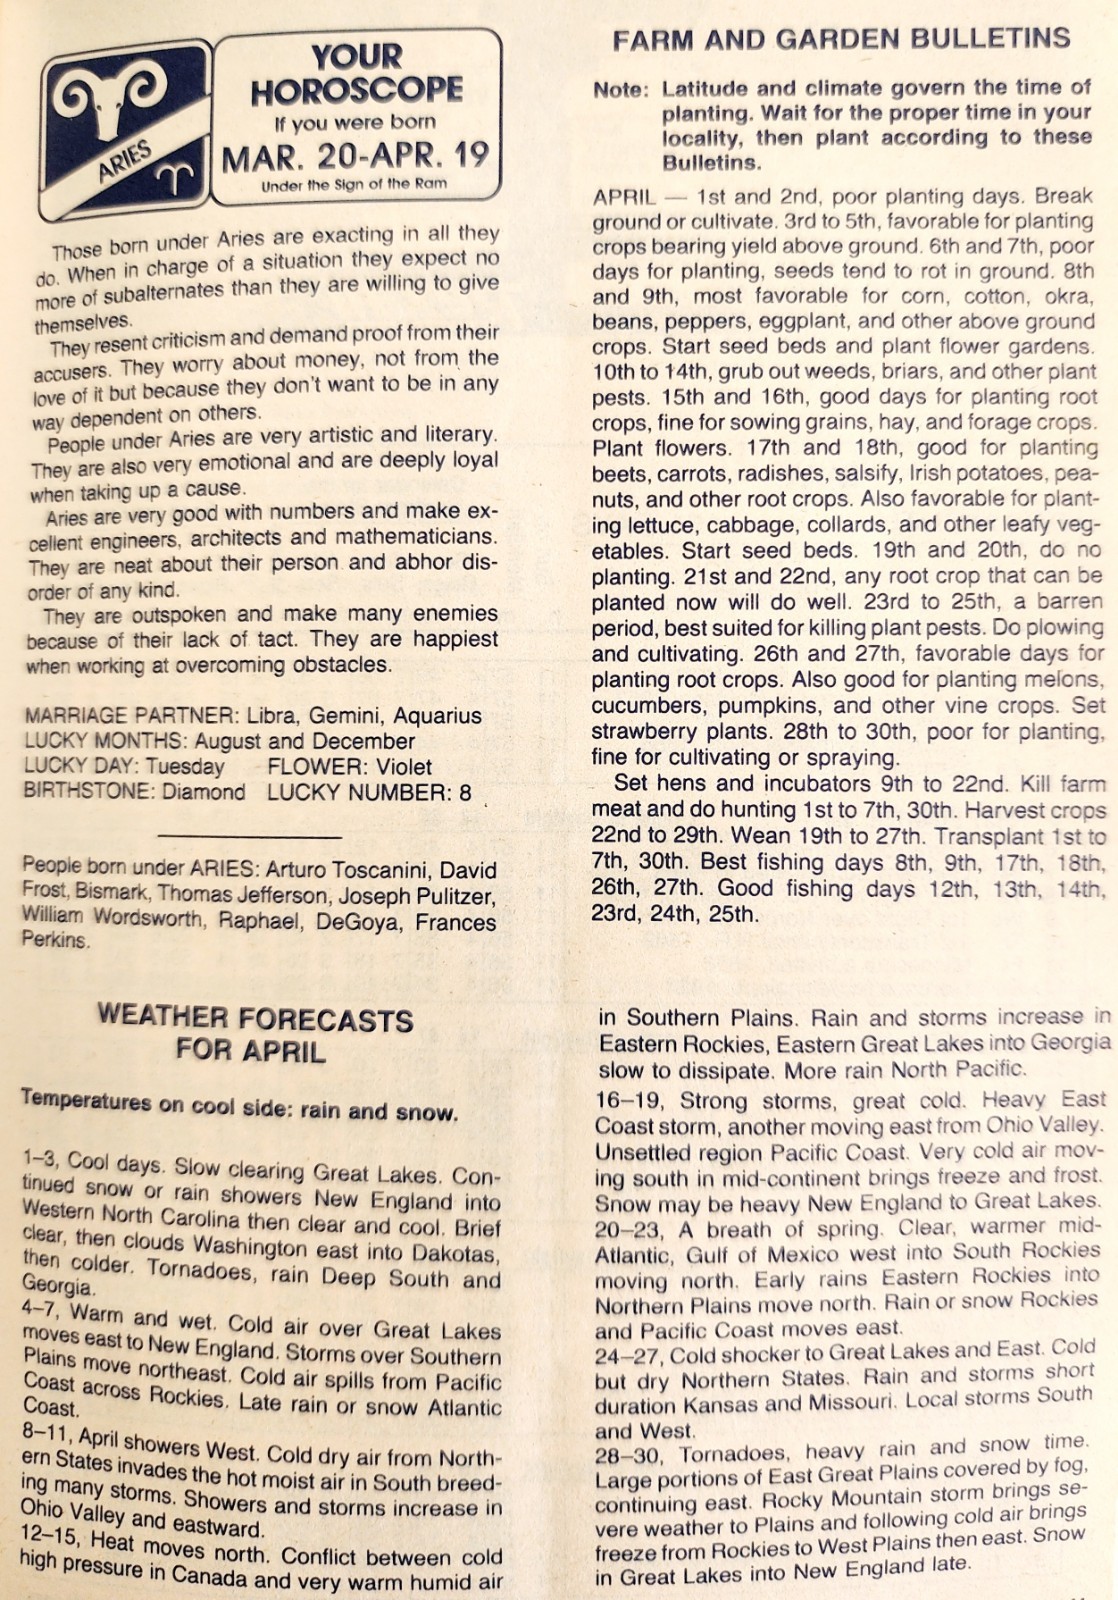 ARIES
YOUR
HOROSCOPE
If you were born
MAR. 20-APR. 19
Under the Sign of the Ram
Those born under Aries are exacting in all they
do. When in charge of a situation they expect no
more of subalternates than they are willing to give
themselves.
They resent criticism and demand proof from their
accusers. They worry about money, not from the
love of it but because they don't want to be in any
way dependent on others.
People under Aries are very artistic and literary.
They are also very emotional and are deeply loyal
when taking up a cause.
Aries are very good with numbers and make ex-
cellent engineers, architects and mathematicians.
They are neat about their person and abhor dis-
order of any kind.
They are outspoken and make many enemies
because of their lack of tact. They are happiest
when working at overcoming obstacles.
MARRIAGE PARTNER: Libra, Gemini, Aquarius
LUCKY MONTHS: August and December
LUCKY DAY: Tuesday FLOWER: Violet
BIRTHSTONE: Diamond LUCKY NUMBER: 8
People born under ARIES: Arturo Toscanini, David
Frost, Bismark, Thomas Jefferson, Joseph Pulitzer,
William Wordsworth, Raphael, DeGoya, Frances
Perkins.
FARM AND GARDEN BULLETINS
Note: Latitude and climate govern the time of
planting. Wait for the proper time in your
locality, then plant according to these
Bulletins.
APRIL — 1st and 2nd, poor planting days. Break
ground or cultivate. 3rd to 5th, favorable for planting
crops bearing yield above ground. 6th and 7th, poor
days for planting, seeds tend to rot in ground. 8th
and 9th, most favorable for corn, cotton, okra,
beans, peppers, eggplant, and other above ground
crops. Start seed beds and plant flower gardens.
10th to 14th, grub out weeds, briars, and other plant
pests. 15th and 16th, good days for planting root
crops, fine for sowing grains, hay, and forage crops.
Plant flowers. 17th and 18th, good for planting
beets, carrots, radishes, salsify, Irish potatoes, pea-
nuts, and other root crops. Also favorable for plant-
ing lettuce, cabbage, collards, and other leafy veg-
etables. Start seed beds. 19th and 20th, do no
planting. 21st and 22nd, any root crop that can be
planted now will do well. 23rd to 25th, a barren
period, best suited for killing plant pests. Do plowing
and cultivating. 26th and 27th, favorable days for
planting root crops. Also good for planting melons,
cucumbers, pumpkins, and other vine crops. Set
strawberry plants. 28th to 30th, poor for planting,
fine for cultivating or spraying.
Set hens and incubators 9th to 22nd. Kill farm
meat and do hunting 1st to 7th, 30th. Harvest crops
22nd to 29th. Wean 19th to 27th. Transplant 1st to
7th, 30th. Best fishing days 8th, 9th, 17th, 18th,
26th, 27th. Good fishing days 12th, 13th, 14th,
23rd, 24th, 25th.
WEATHER FORECASTS
FOR APRIL
Temperatures on cool side: rain and snow.
1–3, Cool days. Slow clearing Great Lakes. Con-
tinued snow or rain showers New England into
Western North Carolina then clear and cool. Brief
clear, then clouds Washington east into Dakotas,
then colder. Tornadoes, rain Deep South and
Georgia.
4–7, Warm and wet. Cold air over Great Lakes
moves east to New England. Storms over Southern
Plains move northeast. Cold air spills from Pacific
Coast across Rockies. Late rain or snow Atlantic
Coast.
8–11, April showers West. Cold dry air from North-
ern States invades the hot moist air in South breed-
ing many storms. Showers and storms increase in
Ohio Valley and eastward.
12–15, Heat moves north. Conflict between cold
high pressure in Canada and very warm humid air
in Southern Plains. Rain and storms increase in
Eastern Rockies, Eastern Great Lakes into Georgia
slow to dissipate. More rain North Pacific.
16–19, Strong storms, great cold. Heavy East
Coast storm, another moving east from Ohio Valley.
Unsettled region Pacific Coast. Very cold air mov-
ing south in mid-continent brings freeze and frost.
Snow may be heavy New England to Great Lakes.
20–23, A breath of spring. Clear, warmer mid-
Atlantic, Gulf of Mexico west into South Rockies
moving north. Early rains Eastern Rockies into
Northern Plains move north. Rain or snow Rockies
and Pacific Coast moves east.
24–27, Cold shocker to Great Lakes and East. Cold
but dry Northern States. Rain and storms short
duration Kansas and Missouri. Local storms South
and West.
28–30, Tornadoes, heavy rain and snow time.
Large portions of East Great Plains covered by fog,
continuing east. Rocky Mountain storm brings se-
vere weather to Plains and following cold air brings
freeze from Rockies to West Plains then east. Snow
in Great Lakes into New England late.